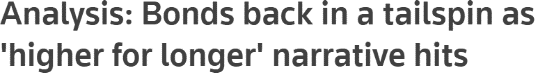 Analysis: Bonds back in a tailspin as
'higher for longer' narrative hits